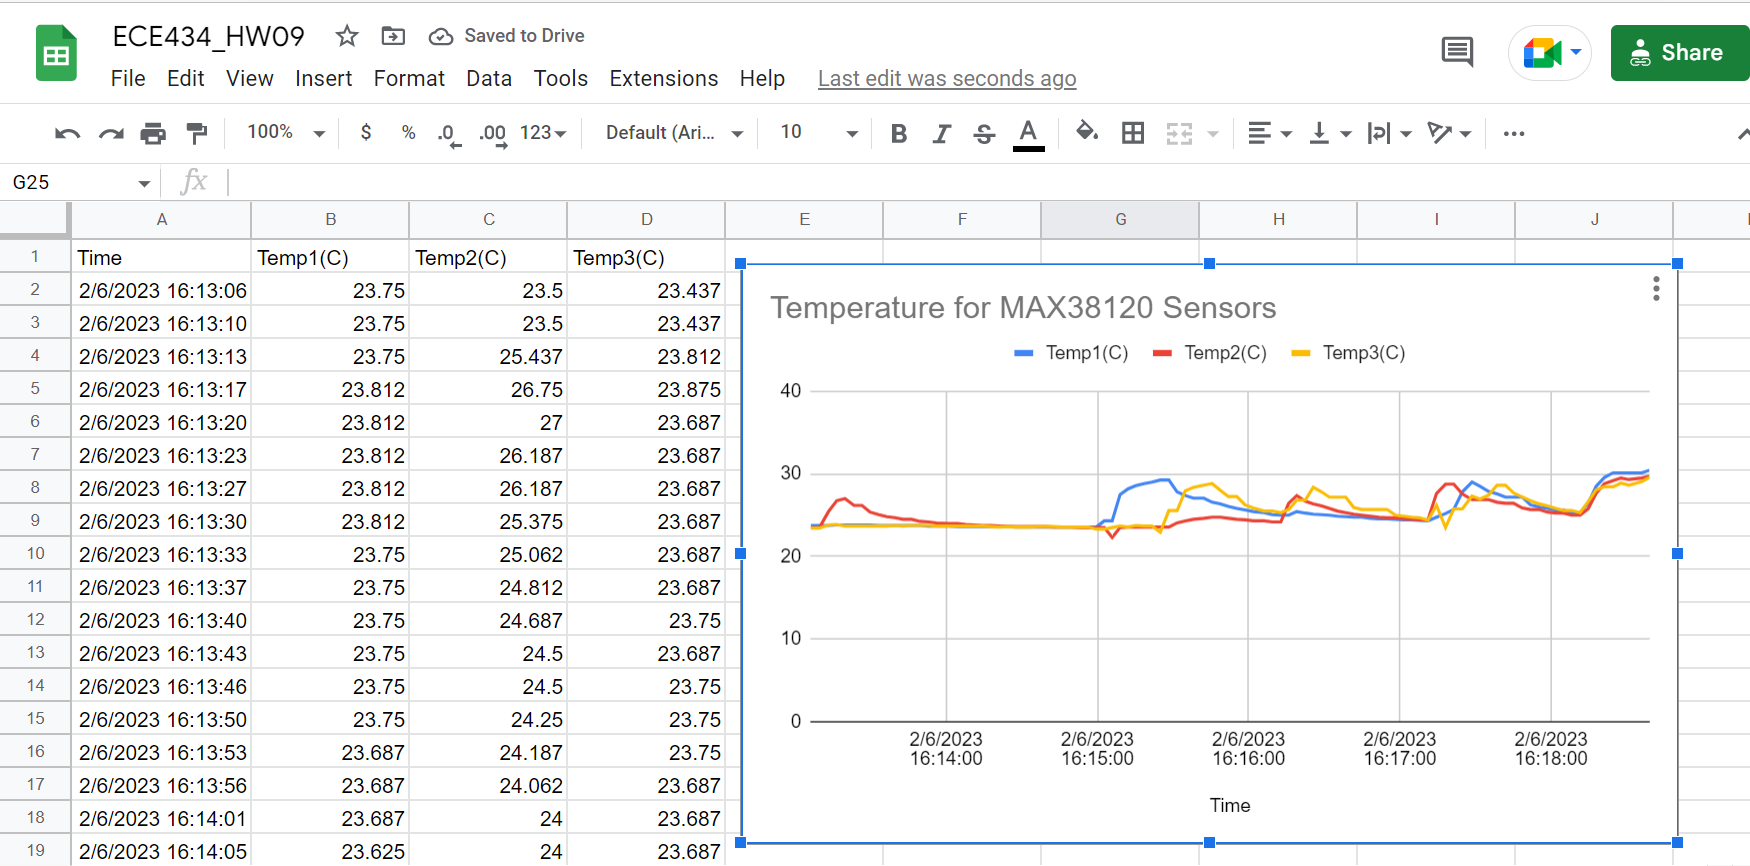 ECE434_HW09 Saved to Drive
File Edit View Insert Format Data Tools Extensions Help Last edit was seconds ago
Share
100% $ % .0 .00 123 Default (Ari... 10 B I S A
G25 fx
A B C D E F G H I J
1 Time Temp1(C) Temp2(C) Temp3(C)
2 2/6/2023 16:13:06 23.75 23.5 23.437
3 2/6/2023 16:13:10 23.75 23.5 23.437
4 2/6/2023 16:13:13 23.75 25.437 23.812
5 2/6/2023 16:13:17 23.812 26.75 23.875
6 2/6/2023 16:13:20 23.812 27 23.687
7 2/6/2023 16:13:23 23.812 26.187 23.687
8 2/6/2023 16:13:27 23.812 26.187 23.687
9 2/6/2023 16:13:30 23.812 25.375 23.687
10 2/6/2023 16:13:33 23.75 25.062 23.687
11 2/6/2023 16:13:37 23.75 24.812 23.687
12 2/6/2023 16:13:40 23.75 24.687 23.75
13 2/6/2023 16:13:43 23.75 24.5 23.687
14 2/6/2023 16:13:46 23.75 24.5 23.75
15 2/6/2023 16:13:50 23.75 24.25 23.75
16 2/6/2023 16:13:53 23.687 24.187 23.75
17 2/6/2023 16:13:56 23.687 24.062 23.687
18 2/6/2023 16:14:01 23.687 24 23.687
19 2/6/2023 16:14:05 23.625 24 23.687
Temperature for MAX38120 Sensors
Temp1(C) Temp2(C) Temp3(C)
40
30
20
10
0
2/6/2023 2/6/2023 2/6/2023 2/6/2023 2/6/2023
16:14:00 16:15:00 16:16:00 16:17:00 16:18:00
Time